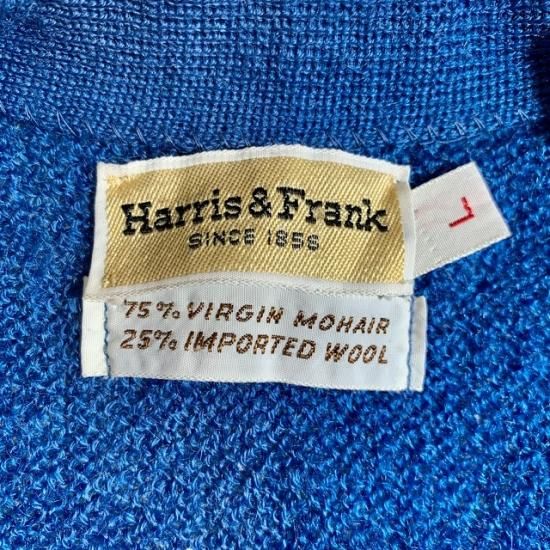 Harris & Frank
SINCE 1856
L
75% VIRGIN MOHAIR
25% IMPORTED WOOL